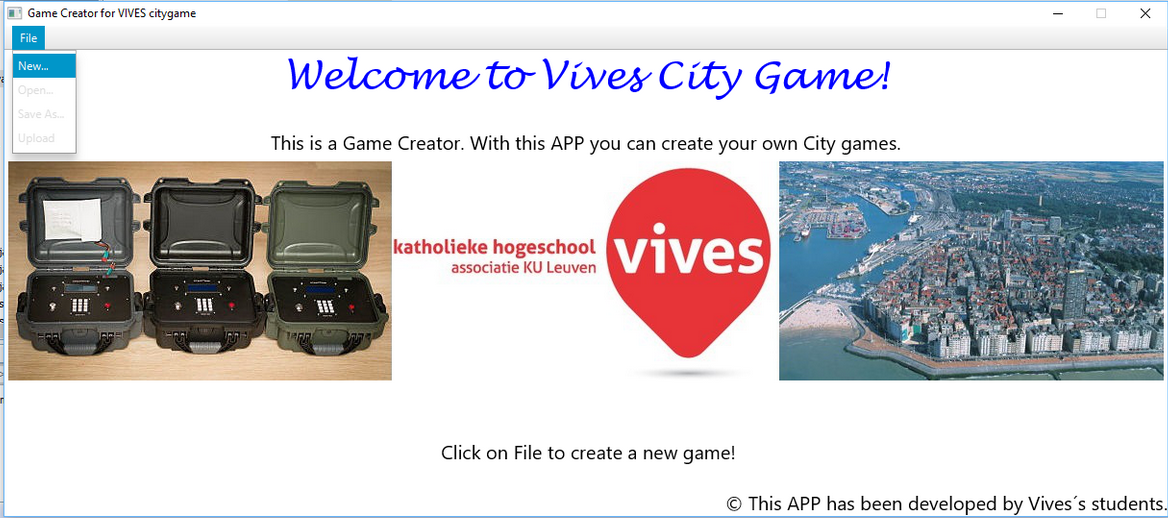 Game Creator for VIVES citygame
File
New...
Open...
Save As...
Upload
Welcome to Vives City Game!
This is a Game Creator. With this APP you can create your own City games.
katholieke hogeschool
associatie KU Leuven
vives
Click on File to create a new game!
© This APP has been developed by Vives´s students.